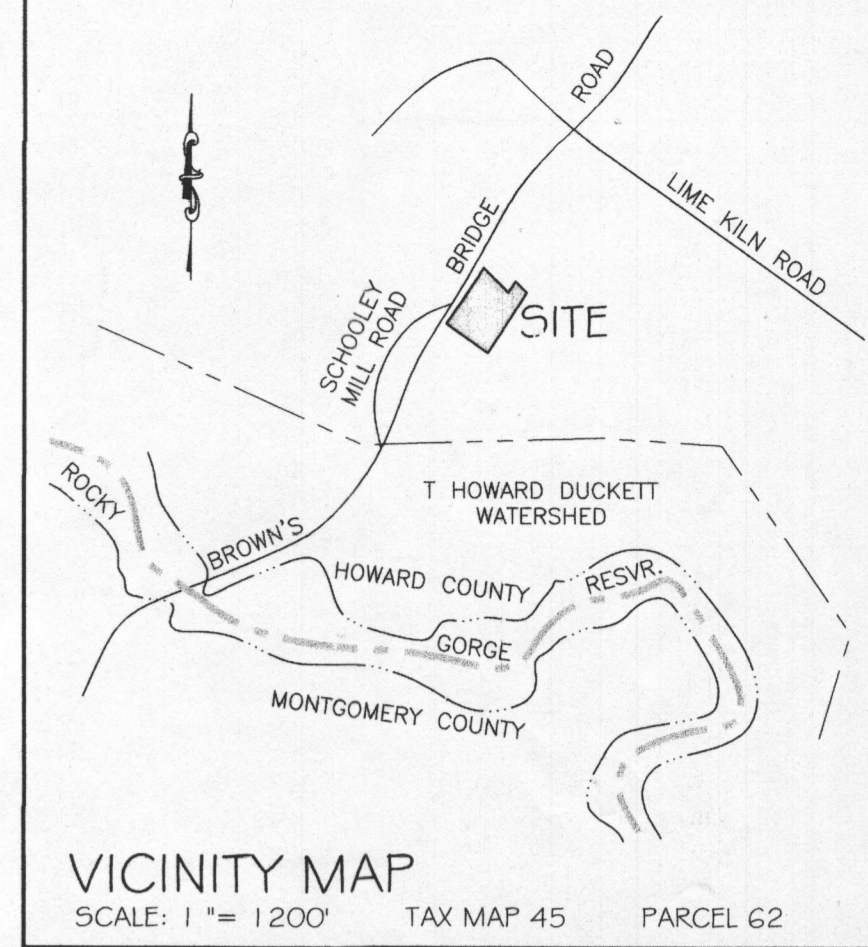 ROAD
LIME KILN ROAD
BRIDGE
SITE
SCHOOLEY
MILL ROAD
ROCKY
T HOWARD DUCKETT
WATERSHED
BROWN'S
HOWARD COUNTY
RESVR.
GORGE
MONTGOMERY COUNTY
VICINITY MAP
SCALE: 1 "= 1200' TAX MAP 45 PARCEL 62